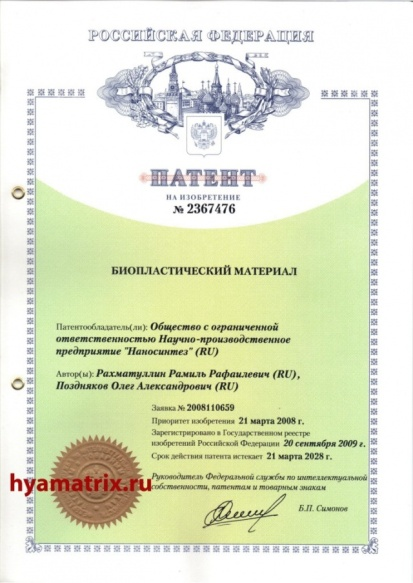 РОССИЙСКАЯ ФЕДЕРАЦИЯ
ПАТЕНТ
НА ИЗОБРЕТЕНИЕ
№ 2367476
БИОПЛАСТИЧЕСКИЙ МАТЕРИАЛ
Патентообладатель(ли): Общество с ограниченной
ответственностью Научно-производственное
предприятие "Наносинтез" (RU)
Автор(ы): Рахматуллин Рамиль Рафаилевич (RU),
Поздняков Олег Александрович (RU)
Заявка № 2008110659
Приоритет изобретения 21 марта 2008 г.
Зарегистрировано в Государственном реестре
изобретений Российской Федерации 20 сентября 2009 г.
Срок действия патента истекает 21 марта 2028 г.
Руководитель Федеральной службы по интеллектуальной
собственности, патентам и товарным знакам
Б.П. Симонов
hyamatrix.ru